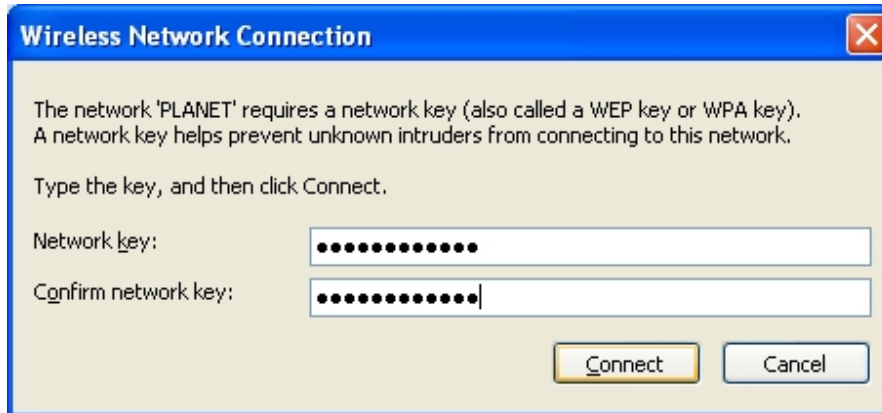 Wireless Network Connection
The network 'PLANET' requires a network key (also called a WEP key or WPA key).
A network key helps prevent unknown intruders from connecting to this network.
Type the key, and then click Connect.
Network key: ●●●●●●●●●●●●
Confirm network key: ●●●●●●●●●●●●
Connect Cancel